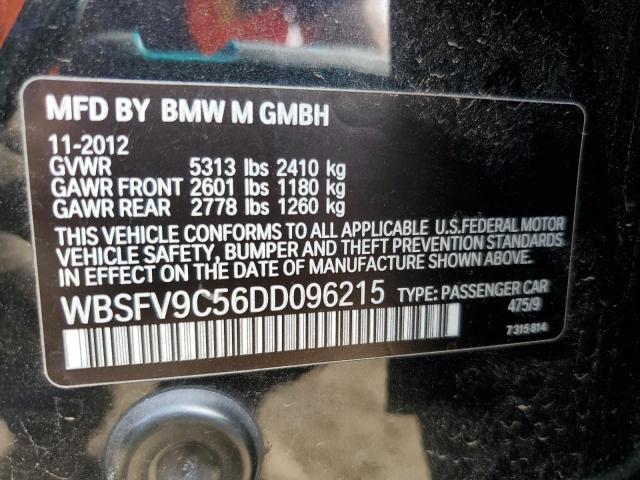 MFD BY BMW M GMBH
11-2012
GVWR 5313 lbs 2410 kg
GAWR FRONT 2601 lbs 1180 kg
GAWR REAR 2778 lbs 1260 kg
THIS VEHICLE CONFORMS TO ALL APPLICABLE U.S.FEDERAL MOTOR
VEHICLE SAFETY, BUMPER AND THEFT PREVENTION STANDARDS
IN EFFECT ON THE DATE OF MANUFACTURE SHOWN ABOVE.
WBSFV9C56DD096215 TYPE: PASSENGER CAR
475/9
7 315 814